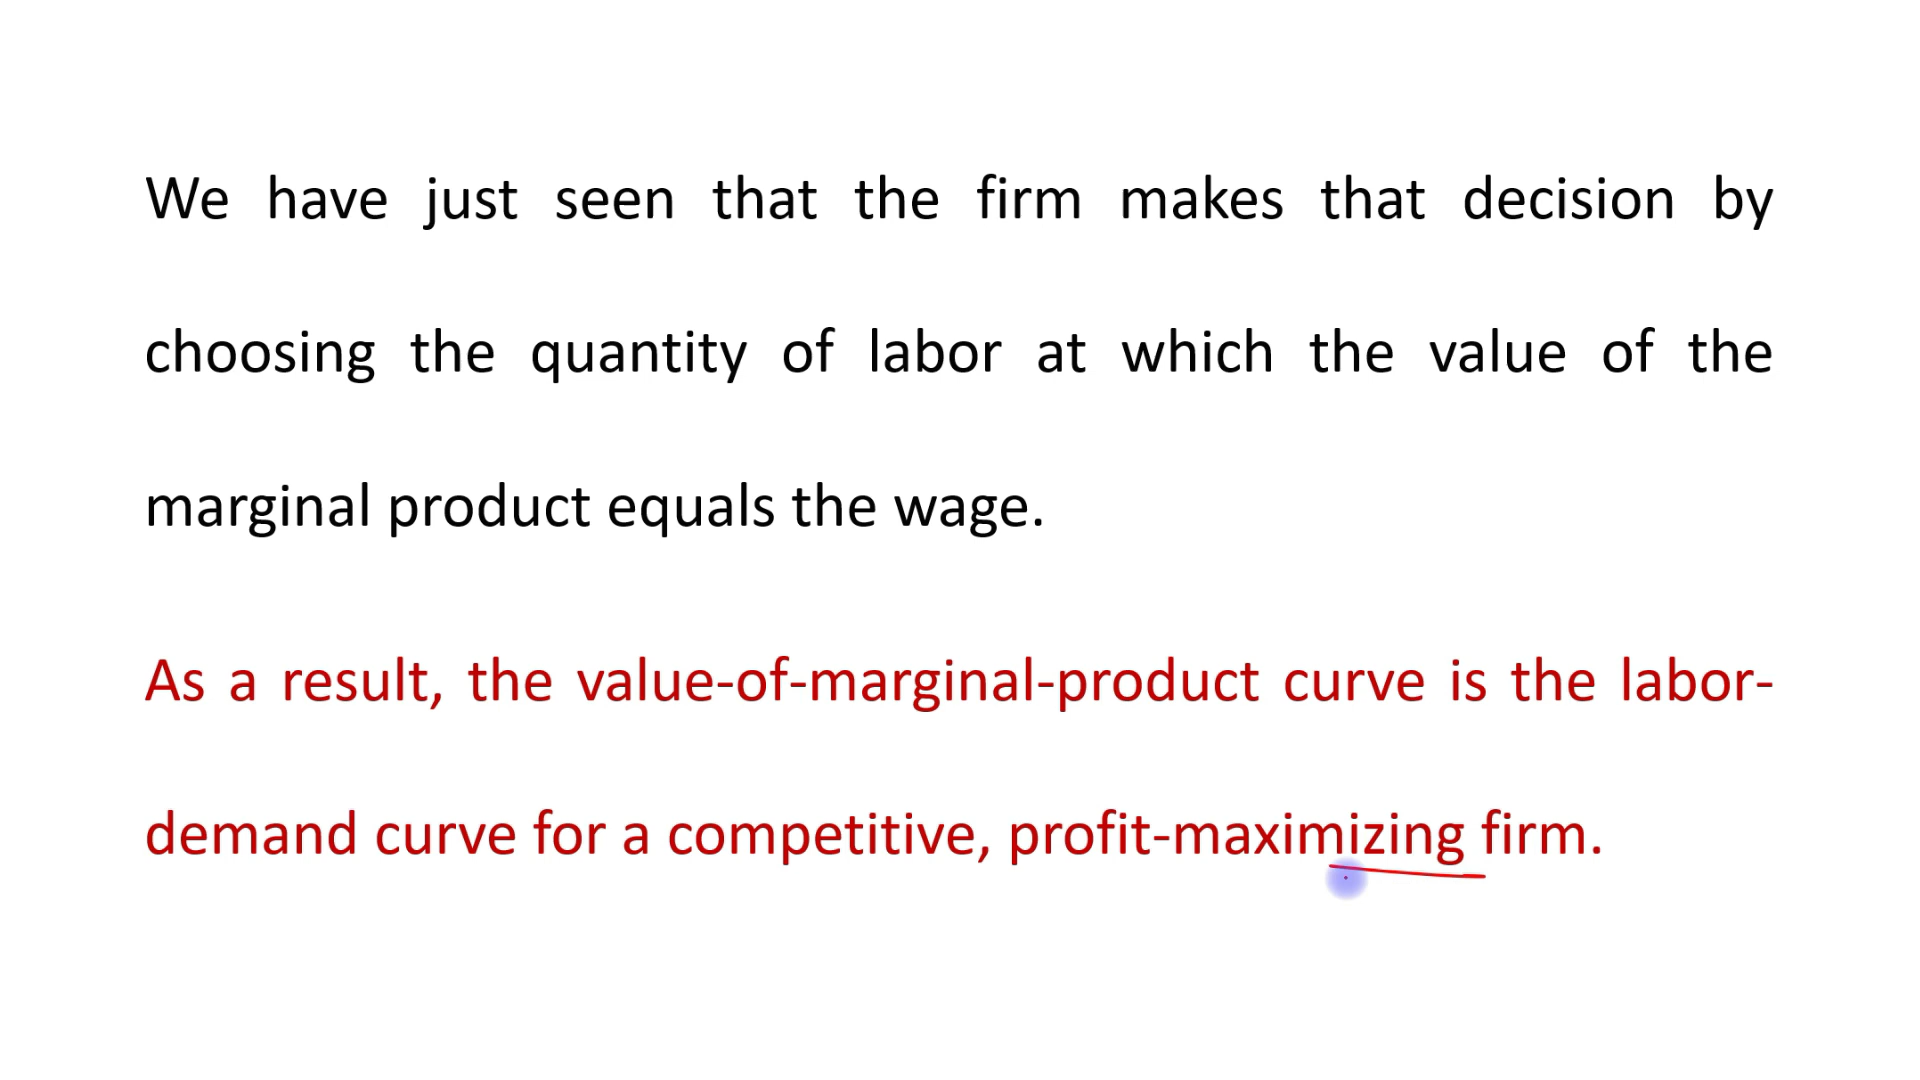 We have just seen that the firm makes that decision by
choosing the quantity of labor at which the value of the
marginal product equals the wage.
As a result, the value-of-marginal-product curve is the labor-
demand curve for a competitive, profit-maximizing firm.